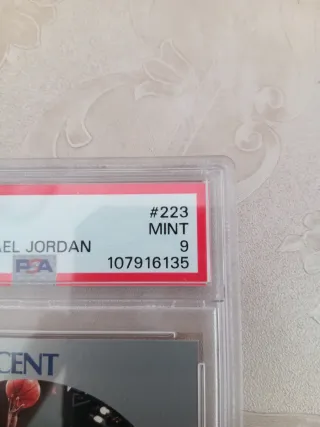 #223
MINT
AEL JORDAN 9
PSA 107916135
CENT